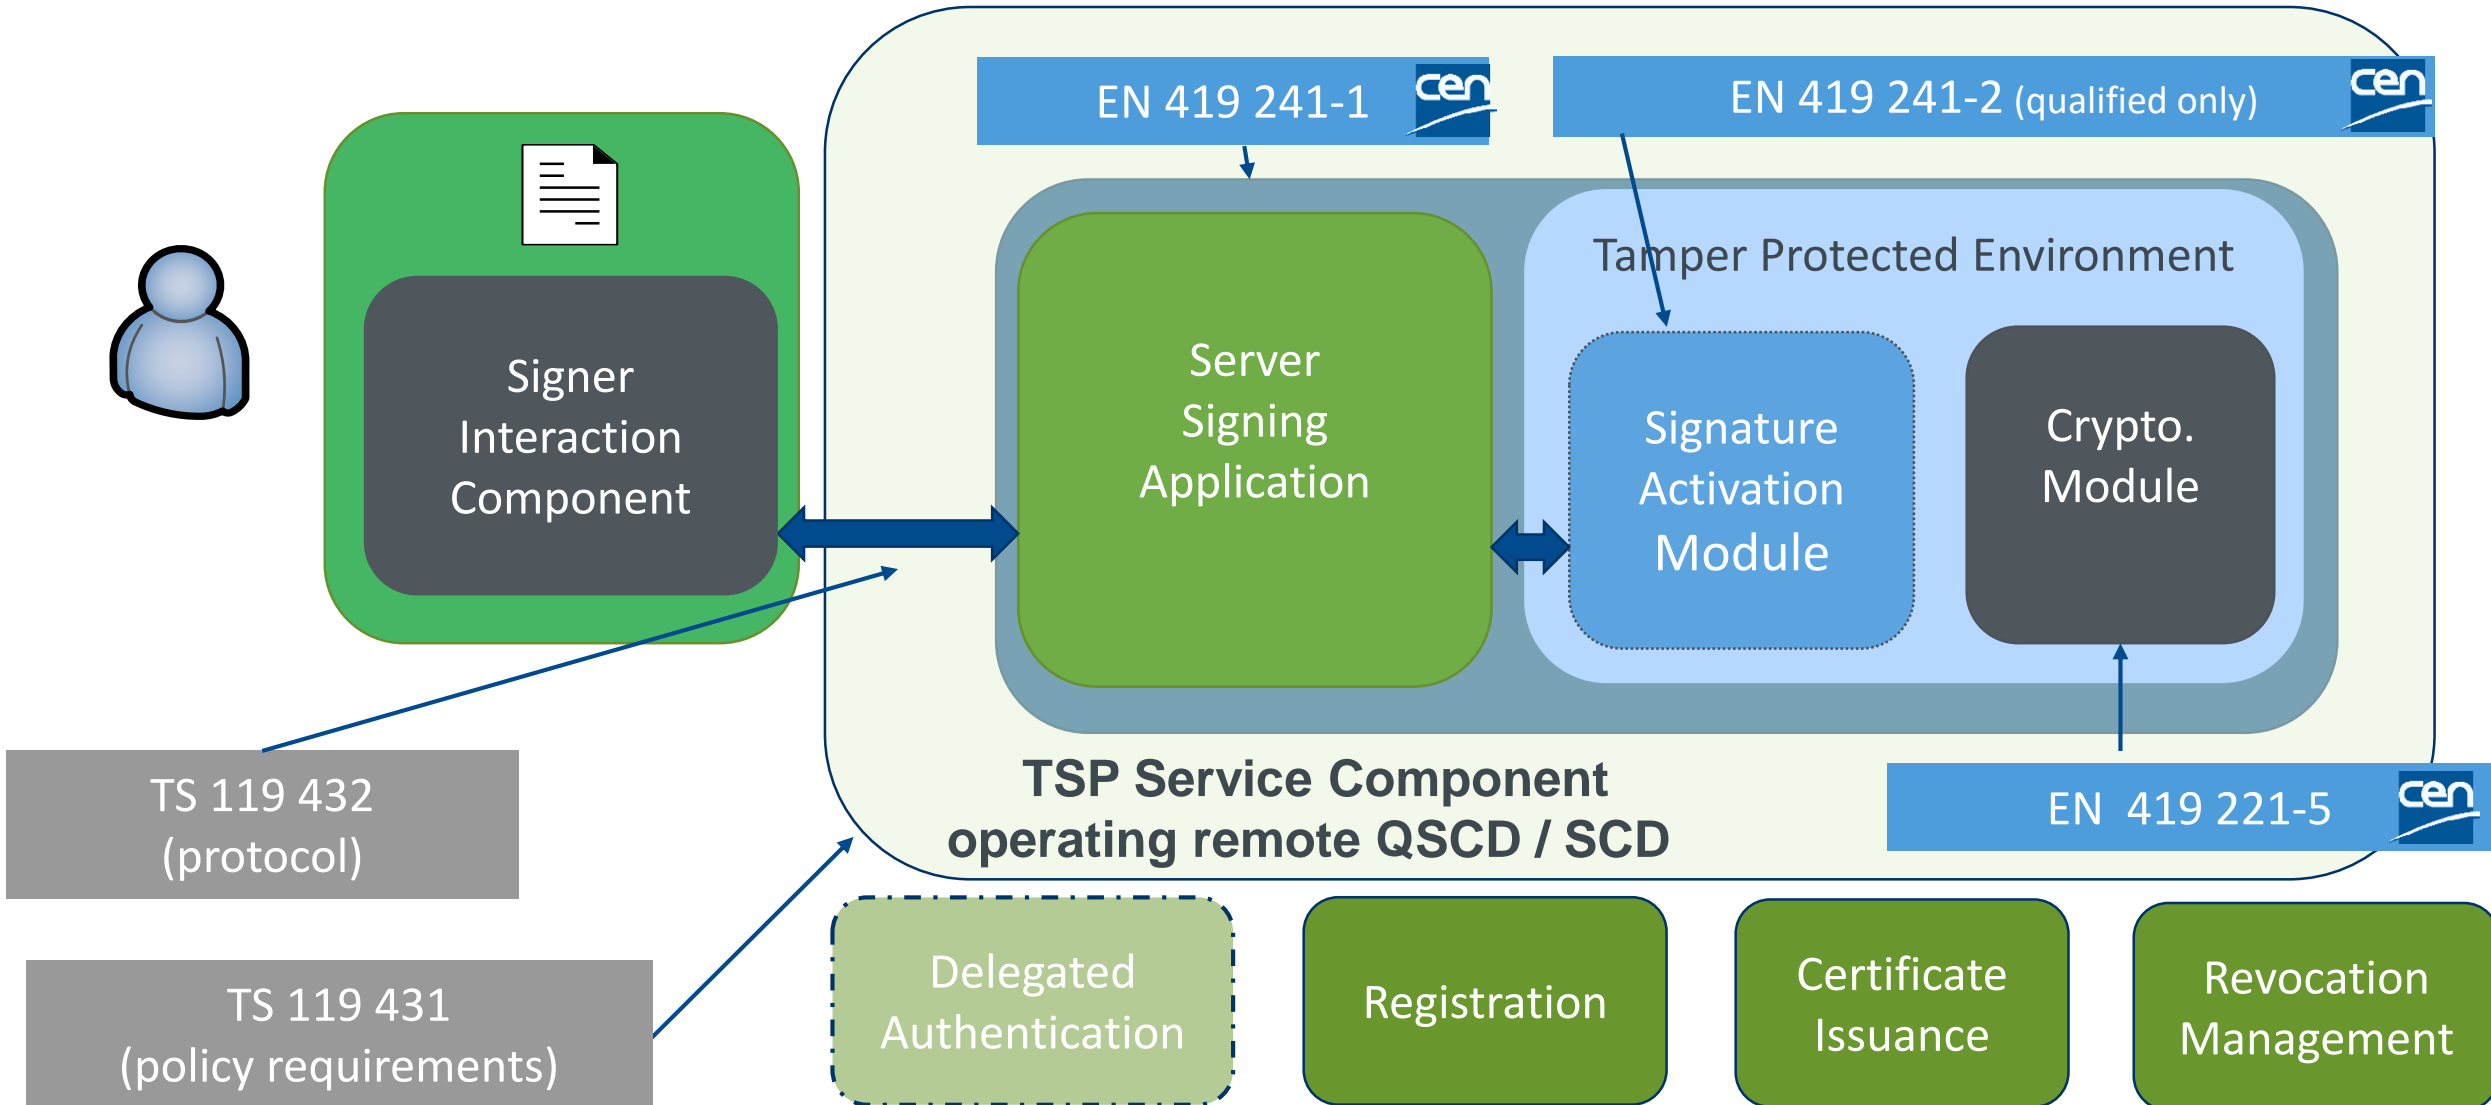 EN 419 241-1
cen
EN 419 241-2 (qualified only)
cen
Tamper Protected Environment
Signer
Interaction
Component
Server
Signing
Application
Signature
Activation
Module
Crypto.
Module
TS 119 432
(protocol)
TSP Service Component
operating remote QSCD / SCD
EN 419 221-5
cen
TS 119 431
(policy requirements)
Delegated
Authentication
Registration
Certificate
Issuance
Revocation
Management